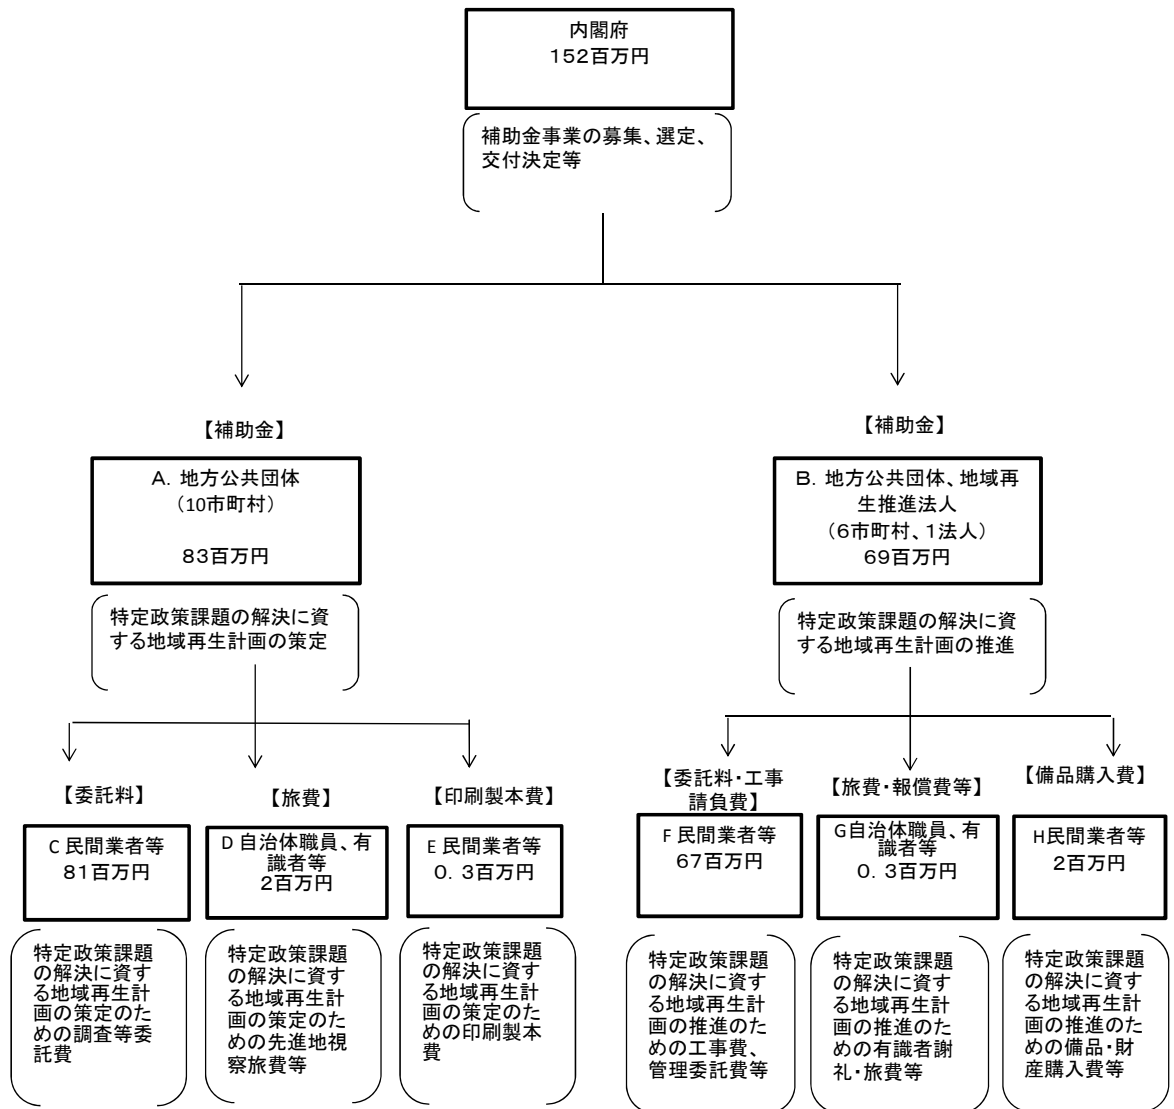 内閣府
152百万円
補助金事業の募集、選定、
交付決定等
【補助金】
A. 地方公共団体
(10市町村)
83百万円
特定政策課題の解決に資
する地域再生計画の策定
【補助金】
B. 地方公共団体、地域再
生推進法人
(6市町村、1法人)
69百万円
特定政策課題の解決に資
する地域再生計画の推進
【委託料】
C 民間業者等
81百万円
特定政策課題
の解決に資す
る地域再生計
画の策定のた
めの調査等委
託費
【旅費】
D 自治体職員、有
識者等
2百万円
特定政策課題
の解決に資す
る地域再生計
画の策定のた
めの先進地視
察旅費等
【印刷製本費】
E 民間業者等
0. 3百万円
特定政策課題
の解決に資す
る地域再生計
画の策定のた
めの印刷製本
費
【委託料・工事
請負費】
F 民間業者等
67百万円
特定政策課題
の解決に資す
る地域再生計
画の推進のた
めの工事費、
管理委託費等
【旅費・報償費等】
G自治体職員、有
識者等
0. 3百万円
特定政策課題
の解決に資す
る地域再生計
画の推進のた
めの有識者謝
礼・旅費等
【備品購入費】
H民間業者等
2百万円
特定政策課題
の解決に資す
る地域再生計
画の推進のた
めの備品・財
産購入費等